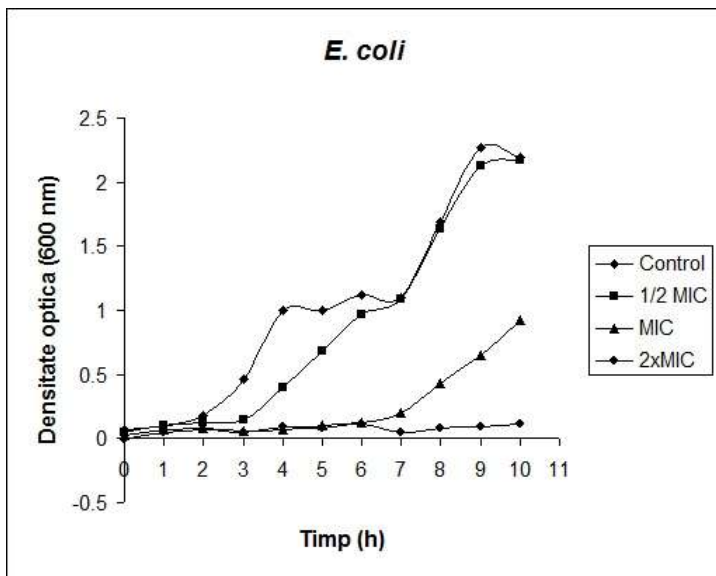 E. coli
Densitate optica (600 nm)
2.5
2
1.5
1
0.5
0
-0.5
0 1 2 3 4 5 6 7 8 9 10 11
Timp (h)
Control
1/2 MIC
MIC
2xMIC